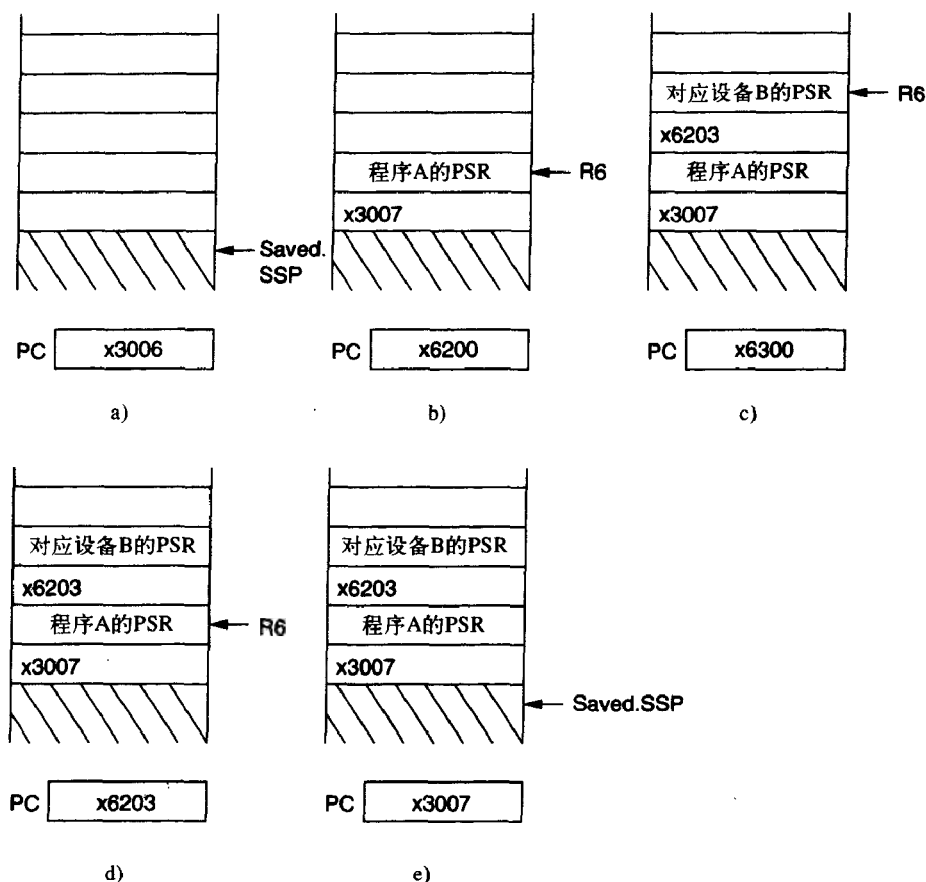 对应设备B的PSR
R6
x6203
程序A的PSR
R6
程序A的PSR
x3007
x3007
Saved.
SSP
PC x3006
PC x6200
PC x6300
a)
b)
c)
对应设备B的PSR
对应设备B的PSR
x6203
x6203
程序A的PSR
R6
程序A的PSR
x3007
x3007
Saved.SSP
PC x6203
PC x3007
d)
e)